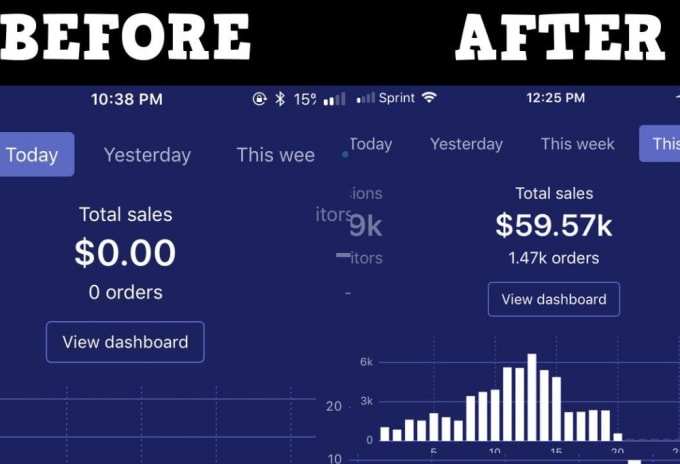 BEFORE
10:38 PM
15%
Today
Yesterday
This wee
itors
Total sales
$0.00
0 orders
View dashboard
20
10
AFTER
Sprint
12:25 PM
Today
Yesterday
This week
This
ions
9k
itors
Total sales
$59.57k
1.47k orders
View dashboard
6k
3k
0
5
10
15
20